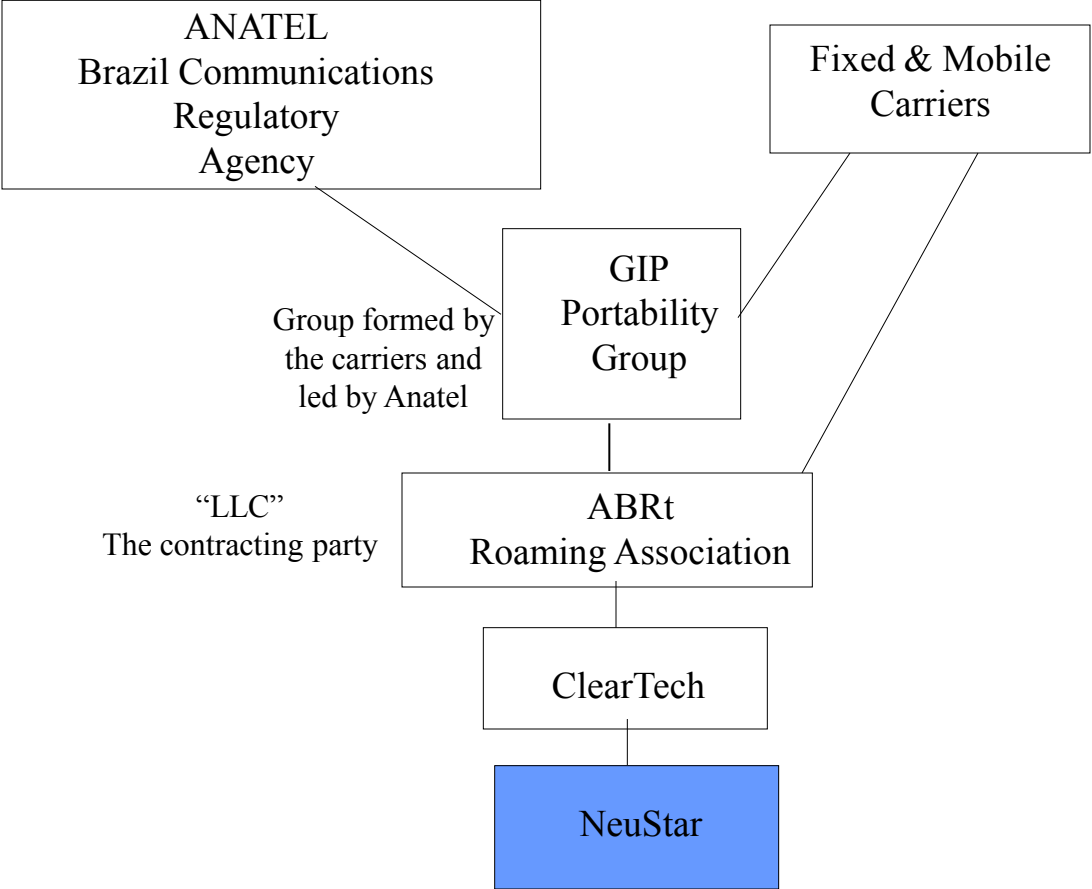 ANATEL
Brazil Communications
Regulatory
Agency
Fixed & Mobile
Carriers
GIP
Portability
Group
Group formed by
the carriers and
led by Anatel
“LLC”
The contracting party
ABRt
Roaming Association
ClearTech
NeuStar